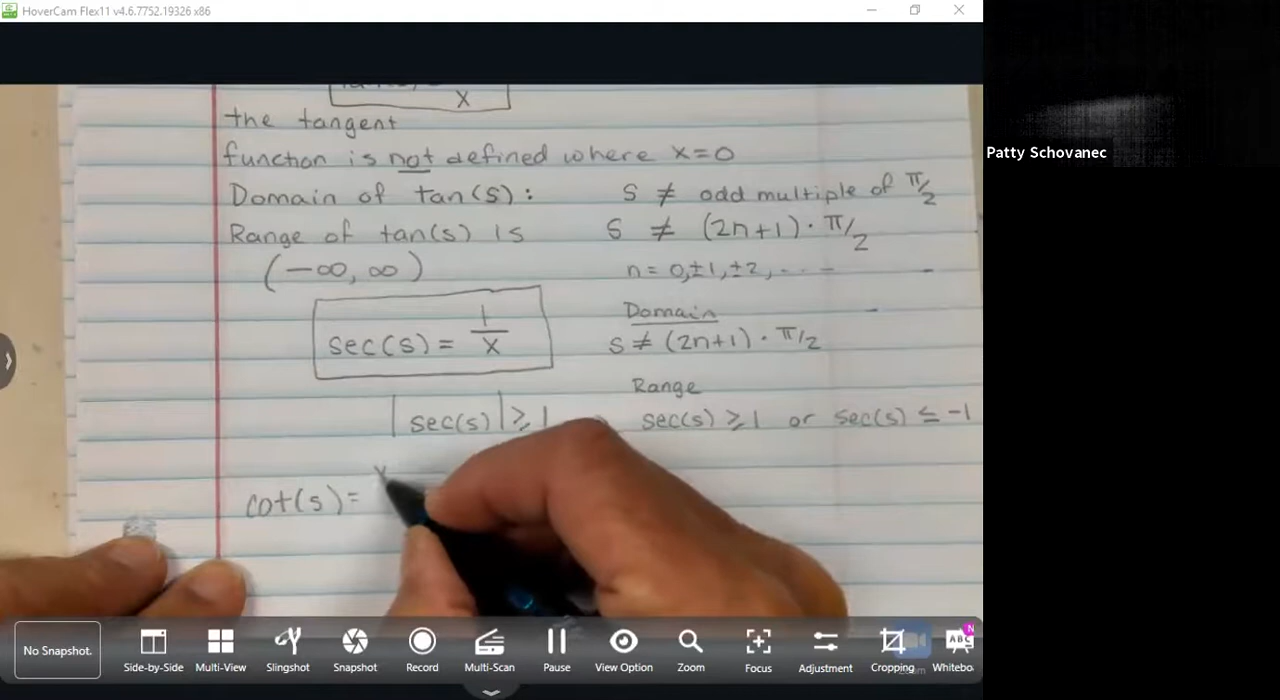 HoverCam Flex11 v4.6.7752.19326 x86
x
the tangent
function is not defined where x=0
Domain of tan(s): s ≠ odd multiple of π/2
Range of tan(s) is s ≠ (2n+1)·π/2
(-∞, ∞) n = 0, ±1, ±2, ....
Domain
sec(s) = 1/x s ≠ (2n+1)·π/2
Range
|sec(s)| ≥ 1 sec(s) ≥ 1 or sec(s) ≤ -1
cot(s) = x
Patty Schovanec
No Snapshot.
Side-by-Side Multi-View Slingshot Snapshot Record Multi-Scan Pause View Option Zoom Focus Adjustment Cropping Whitebo
ABC
N